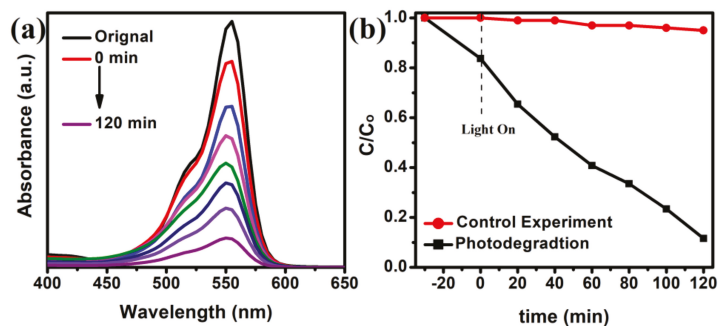 (a)
Orignal
0 min
120 min
Absorbance (a.u.)
400 450 500 550 600 650
Wavelength (nm)
(b)
1.0
0.8
0.6
0.4
0.2
0.0
C/Co
Light On
Control Experiment
Photodegradtion
-20 0 20 40 60 80 100 120
time (min)